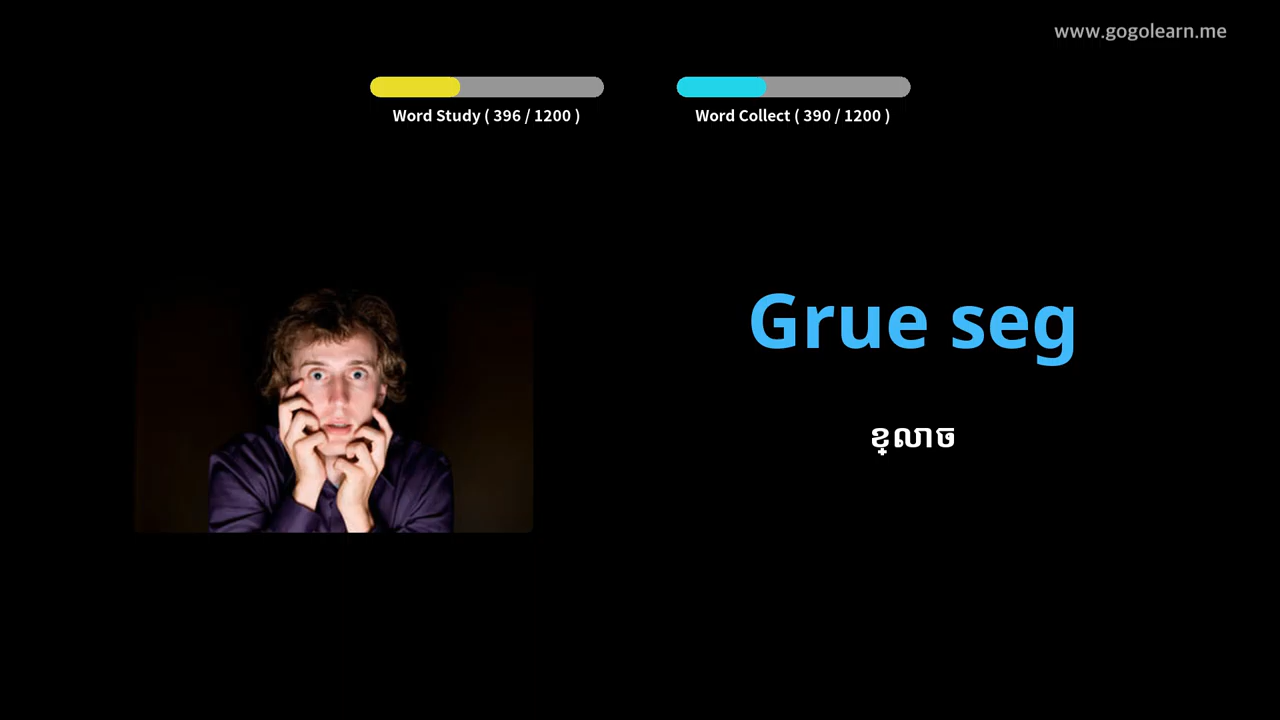 www.gogolearn.me
Word Study ( 396 / 1200 )
Word Collect ( 390 / 1200 )
Grue seg
ខ្លាច